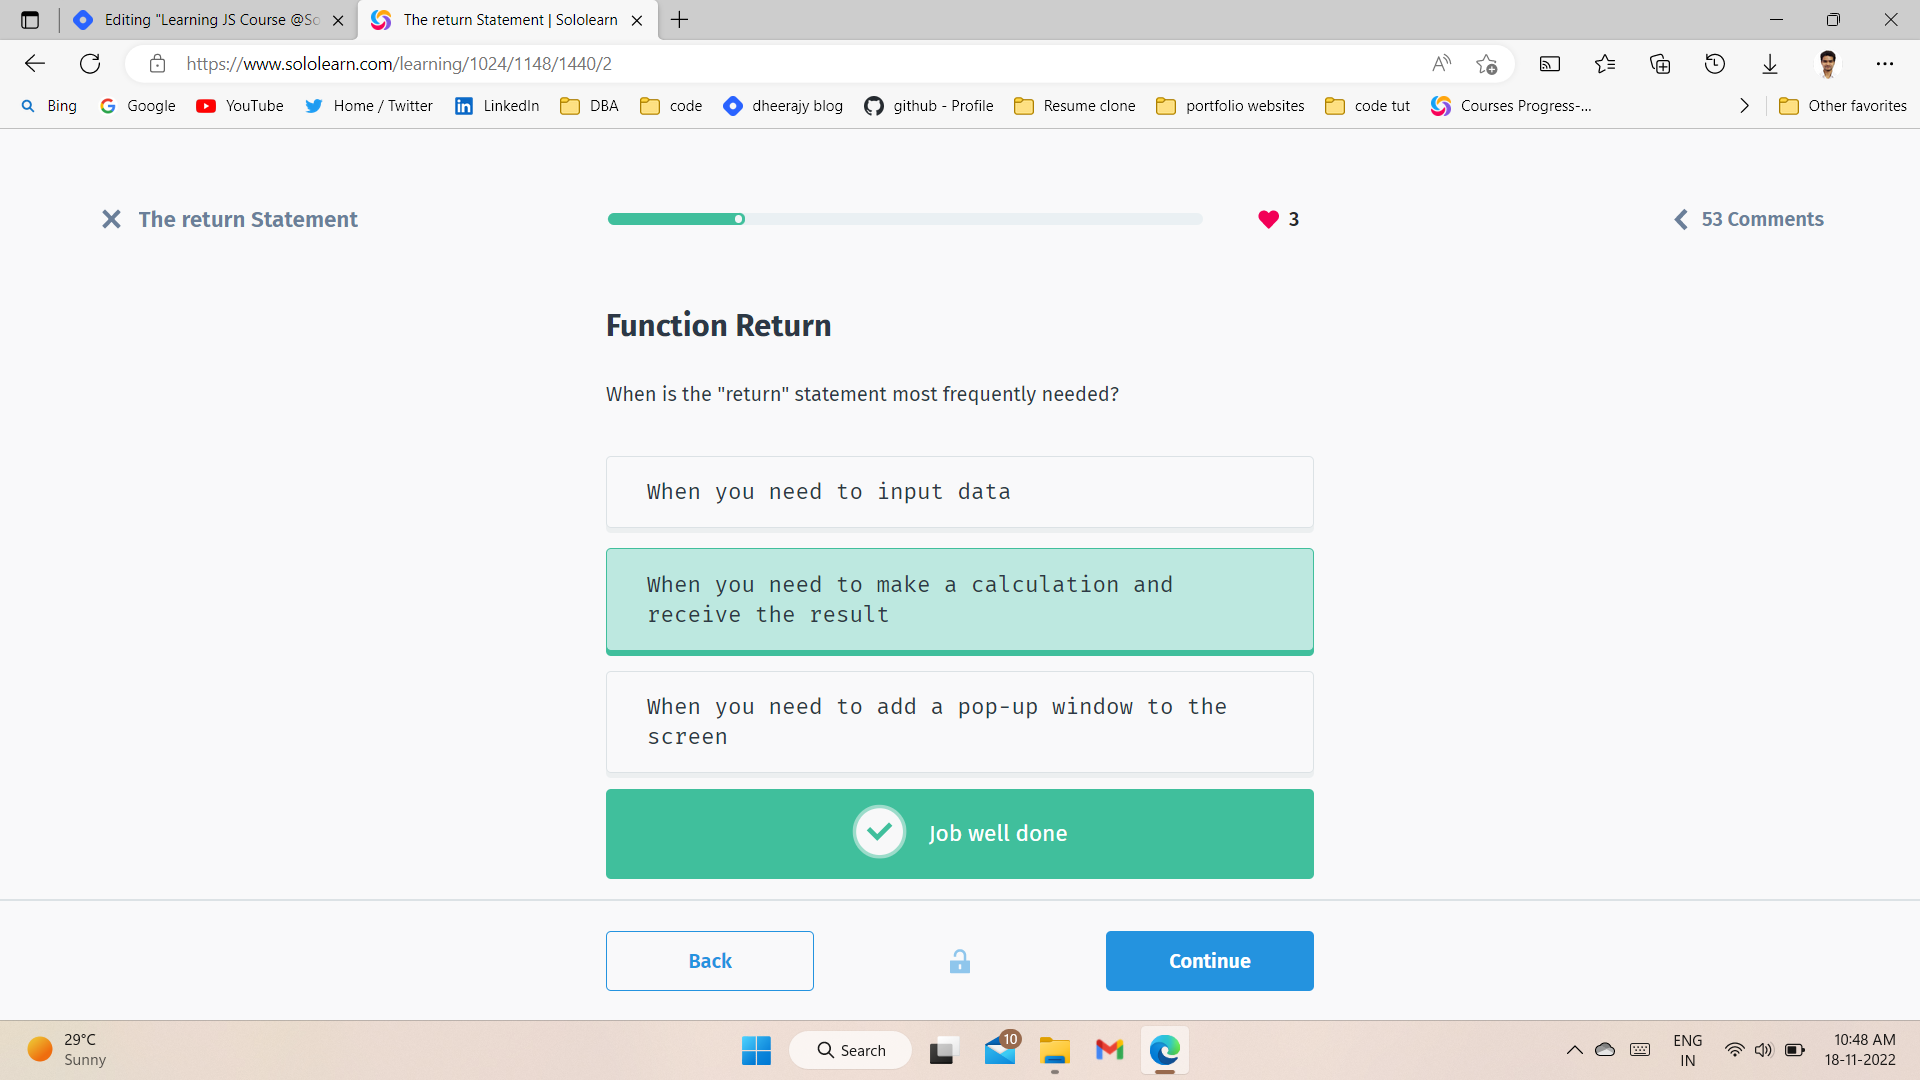 Editing "Learning JS Course @So
The return Statement | Sololearn
https://www.sololearn.com/learning/1024/1148/1440/2
Bing
Google
YouTube
Home / Twitter
LinkedIn
DBA
code
dheerajy blog
github - Profile
Resume clone
portfolio websites
code tut
Courses Progress-...
Other favorites
The return Statement
3
53 Comments
Function Return
When is the "return" statement most frequently needed?
When you need to input data
When you need to make a calculation and
receive the result
When you need to add a pop-up window to the
screen
Job well done
Back
Continue
29°C
Sunny
Search
10
ENG
IN
10:48 AM
18-11-2022